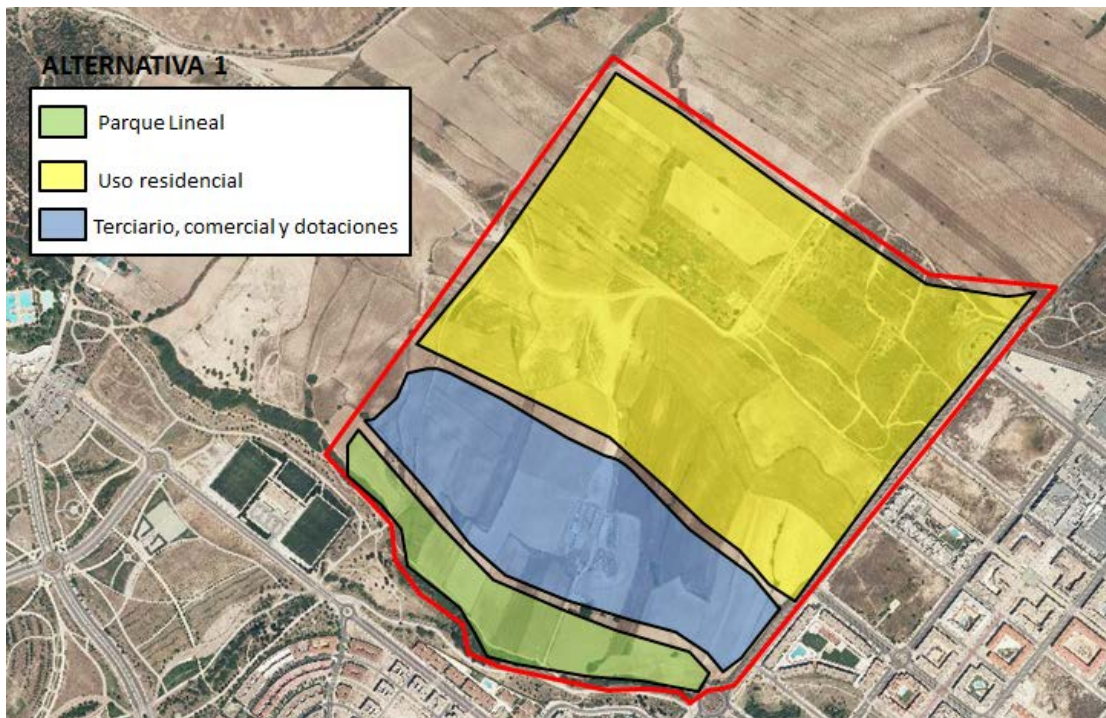 ALTERNATIVA 1
Parque Lineal
Uso residencial
Terciario, comercial y dotaciones